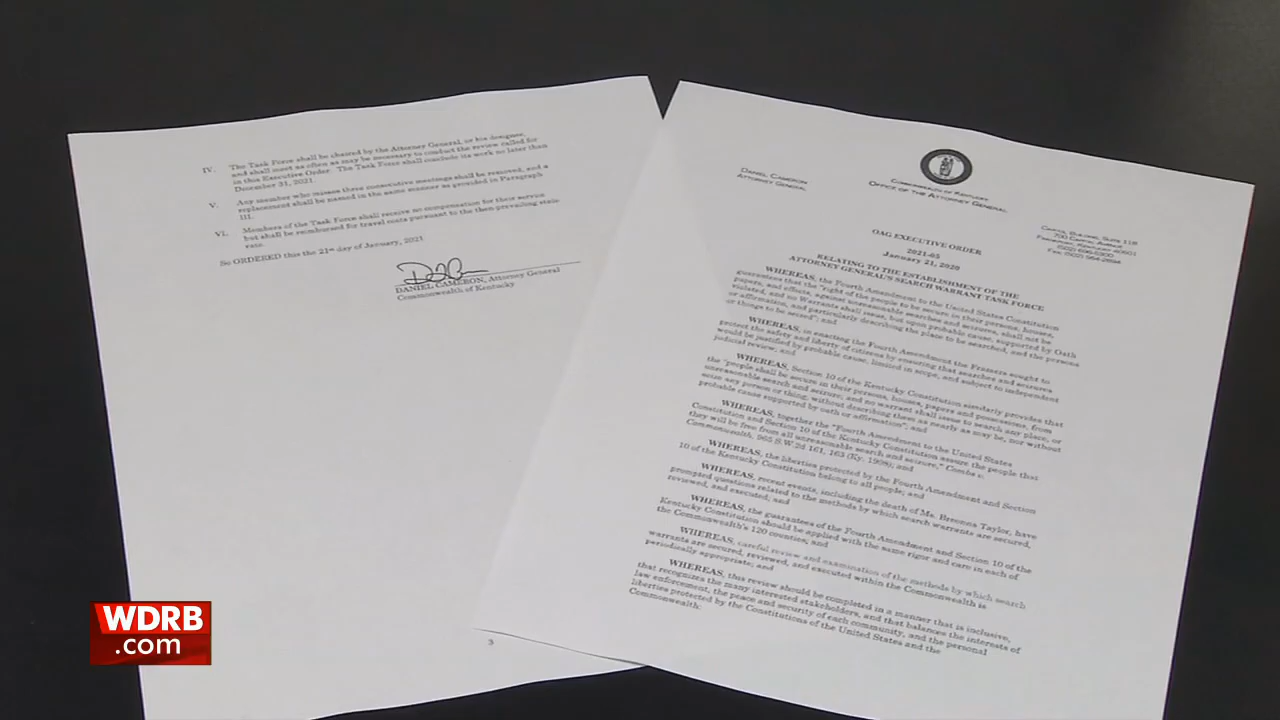 IV. The Task Force shall be chaired by the Attorney General, or his designee,
and shall meet as often as may be necessary to conduct the review called for
in this Executive Order. The Task Force shall conclude its work no later than
December 31, 2021.
V. Any member who misses three consecutive meetings shall be removed, and a
replacement shall be named in the same manner as provided in Paragraph
III.
VI. Members of the Task Force shall receive no compensation for their service
but shall be reimbursed for travel costs pursuant to the then-prevailing state
rate.
So ORDERED this the 21st day of January, 2021
DANIEL CAMERON, Attorney General
Commonwealth of Kentucky
3
DANIEL CAMERON
ATTORNEY GENERAL
COMMONWEALTH OF KENTUCKY
OFFICE OF THE ATTORNEY GENERAL
CAPITOL BUILDING, SUITE 118
700 CAPITAL AVENUE
FRANKFORT, KENTUCKY 40601
(502) 696-5300
FAX: (502) 564-2894
OAG EXECUTIVE ORDER
2021-05
January 21, 2020
RELATING TO THE ESTABLISHMENT OF THE
ATTORNEY GENERAL'S SEARCH WARRANT TASK FORCE
WHEREAS, the Fourth Amendment to the United States Constitution
guarantees that the "right of the people to be secure in their persons, houses,
papers, and effects, against unreasonable searches and seizures, shall not be
violated, and no Warrants shall issue, but upon probable cause, supported by Oath
or affirmation, and particularly describing the place to be searched, and the persons
or things to be seized"; and
WHEREAS, in enacting the Fourth Amendment the Framers sought to
protect the safety and liberty of citizens by ensuring that searches and seizures
would be justified by probable cause, limited in scope, and subject to independent
judicial review; and
WHEREAS, Section 10 of the Kentucky Constitution similarly provides that
the "people shall be secure in their persons, houses, papers and possessions, from
unreasonable search and seizure; and no warrant shall issue to search any place, or
seize any person or thing, without describing them as nearly as may be, nor without
probable cause supported by oath or affirmation"; and
WHEREAS, together the "Fourth Amendment to the United States
Constitution and Section 10 of the Kentucky Constitution assure the people that
they will be free from all unreasonable search and seizure," Combs v.
Commonwealth, 965 S.W.2d 161, 163 (Ky. 1998); and
WHEREAS, the liberties protected by the Fourth Amendment and Section
10 of the Kentucky Constitution belong to all people; and
WHEREAS, recent events, including the death of Ms. Breonna Taylor, have
prompted questions related to the methods by which search warrants are secured,
reviewed, and executed; and
WHEREAS, the guarantees of the Fourth Amendment and Section 10 of the
Kentucky Constitution should be applied with the same rigor and care in each of
the Commonwealth's 120 counties; and
WHEREAS, careful review and examination of the methods by which search
warrants are secured, reviewed, and executed within the Commonwealth is
periodically appropriate; and
WHEREAS, this review should be completed in a manner that is inclusive,
that recognizes the many interested stakeholders, and that balances the interests of
law enforcement, the peace and security of each community, and the personal
liberties protected by the Constitutions of the United States and the
Commonwealth:
WDRB
.com